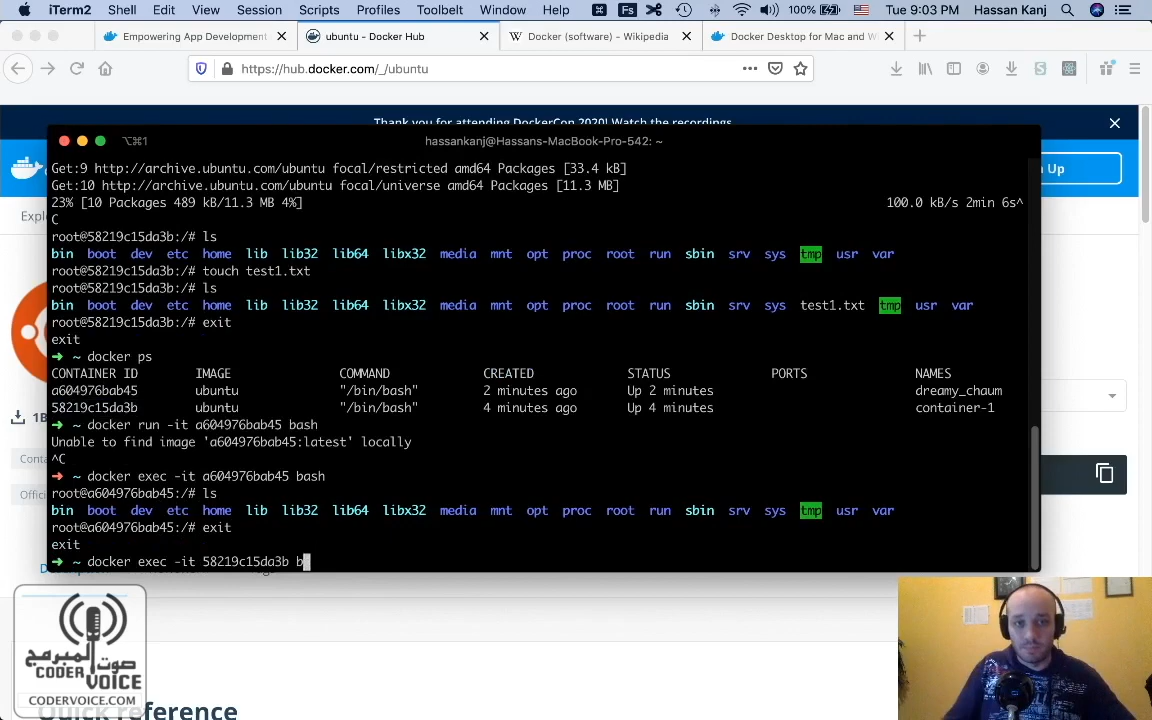 iTerm2 Shell Edit View Session Scripts Profiles Toolbelt Window Help Fs 100% Tue 9:03 PM Hassan Kanj
Empowering App Development ubuntu - Docker Hub W Docker (software) - Wikipedia Docker Desktop for Mac and W
https://hub.docker.com/_/ubuntu
Thank you for attending DockerCon 2020! Watch the recordings
hassankanj@Hassans-MacBook-Pro-542: ~
⌥⌘1
Up
Get:9 http://archive.ubuntu.com/ubuntu focal/restricted amd64 Packages [33.4 kB]
Get:10 http://archive.ubuntu.com/ubuntu focal/universe amd64 Packages [11.3 MB]
23% [10 Packages 489 kB/11.3 MB 4%] 100.0 kB/s 2min 6s^
C
root@58219c15da3b:/# ls
bin boot dev etc home lib lib32 lib64 libx32 media mnt opt proc root run sbin srv sys tmp usr var
root@58219c15da3b:/# touch test1.txt
root@58219c15da3b:/# ls
bin boot dev etc home lib lib32 lib64 libx32 media mnt opt proc root run sbin srv sys test1.txt tmp usr var
root@58219c15da3b:/# exit
exit
➜ ~ docker ps
CONTAINER ID IMAGE COMMAND CREATED STATUS PORTS NAMES
a604976bab45 ubuntu "/bin/bash" 2 minutes ago Up 2 minutes dreamy_chaum
58219c15da3b ubuntu "/bin/bash" 4 minutes ago Up 4 minutes container-1
➜ ~ docker run -it a604976bab45 bash
Unable to find image 'a604976bab45:latest' locally
^C
➜ ~ docker exec -it a604976bab45 bash
root@a604976bab45:/# ls
bin boot dev etc home lib lib32 lib64 libx32 media mnt opt proc root run sbin srv sys tmp usr var
root@a604976bab45:/# exit
exit
➜ ~ docker exec -it 58219c15da3b b
Expl
1B
Conta
Offici
صوت المبرمج
CODER
VOICE
CODERVOICE.COM
Quick reference